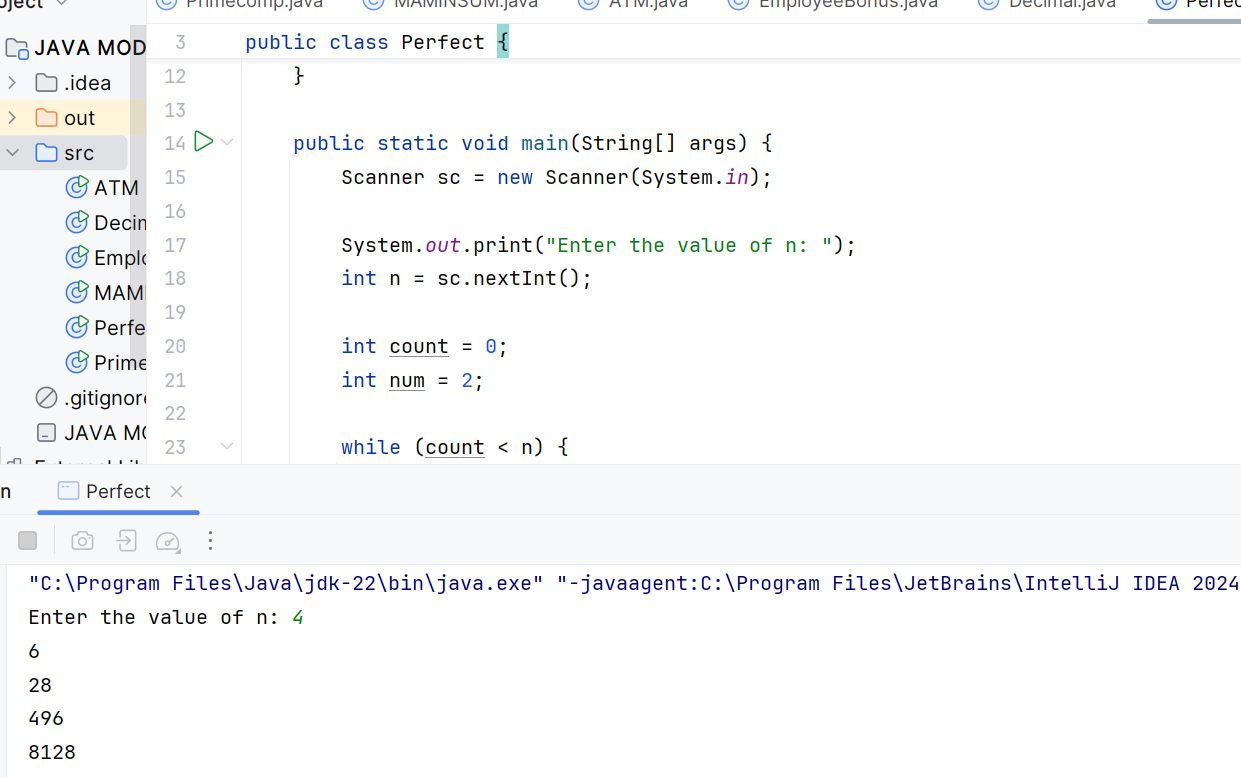 Primecomp.java MAMINSUM.java ATM.java EmployeeBonus.java Decimal.java
JAVA MOD
.idea
out
src
ATM
Decim
Emplo
MAMI
Perfe
Prime
.gitignore
JAVA MO
3 public class Perfect {
12 }
13
14 public static void main(String[] args) {
15 Scanner sc = new Scanner(System.in);
16
17 System.out.print("Enter the value of n: ");
18 int n = sc.nextInt();
19
20 int count = 0;
21 int num = 2;
22
23 while (count < n) {
Perfect
"C:\Program Files\Java\jdk-22\bin\java.exe" "-javaagent:C:\Program Files\JetBrains\IntelliJ IDEA 2024
Enter the value of n: 4
6
28
496
8128